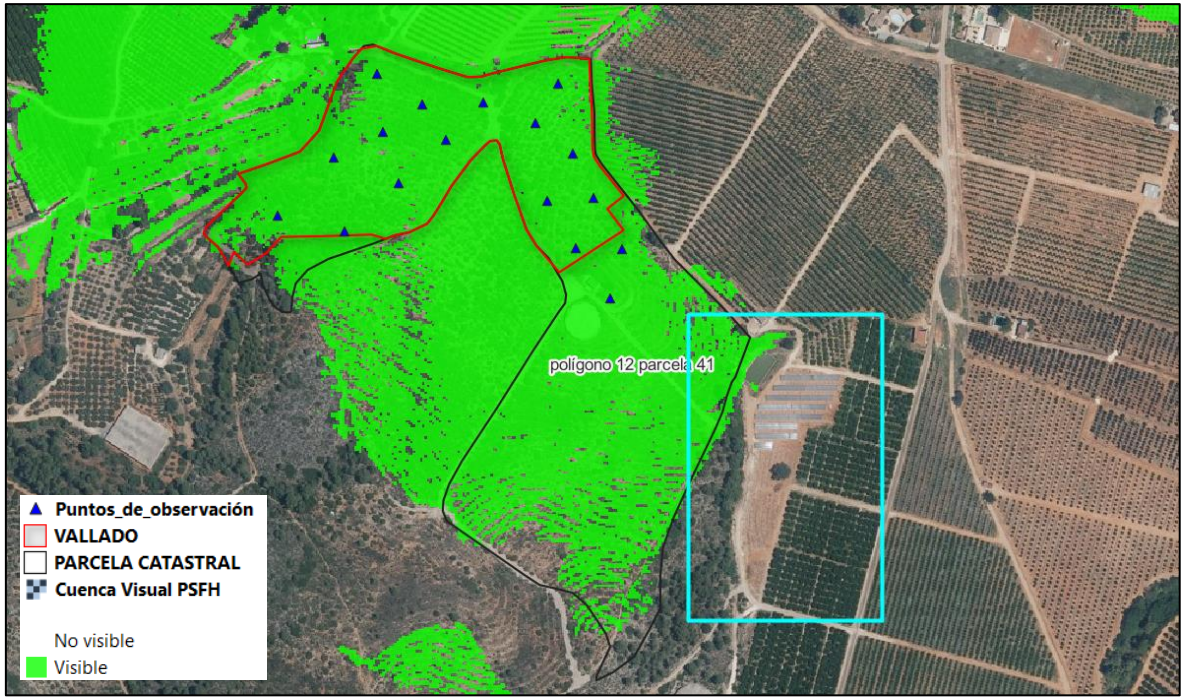 polígono 12 parcela 41
Puntos_de_observación
VALLADO
PARCELA CATASTRAL
Cuenca Visual PSFH
No visible
Visible